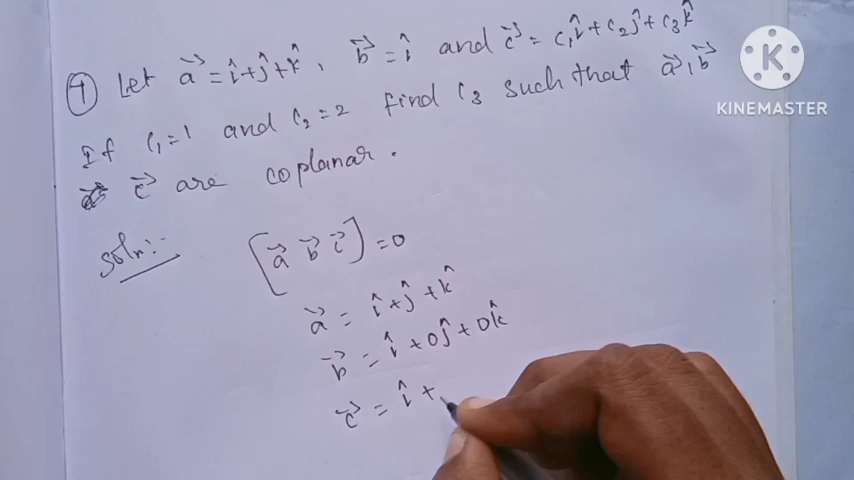 7) Let a⃗ = î+ĵ+k̂, b⃗ = î and c⃗ = c₁î+c₂ĵ+c₃k̂
If c₁=1 and c₂=2 find c₃ such that a⃗, b⃗
c⃗ are coplanar.
Soln:-
[a⃗ b⃗ c⃗] = 0
a⃗ = î+ĵ+k̂
b⃗ = î + 0ĵ + 0k̂
c⃗ = î +
K
KINEMASTER